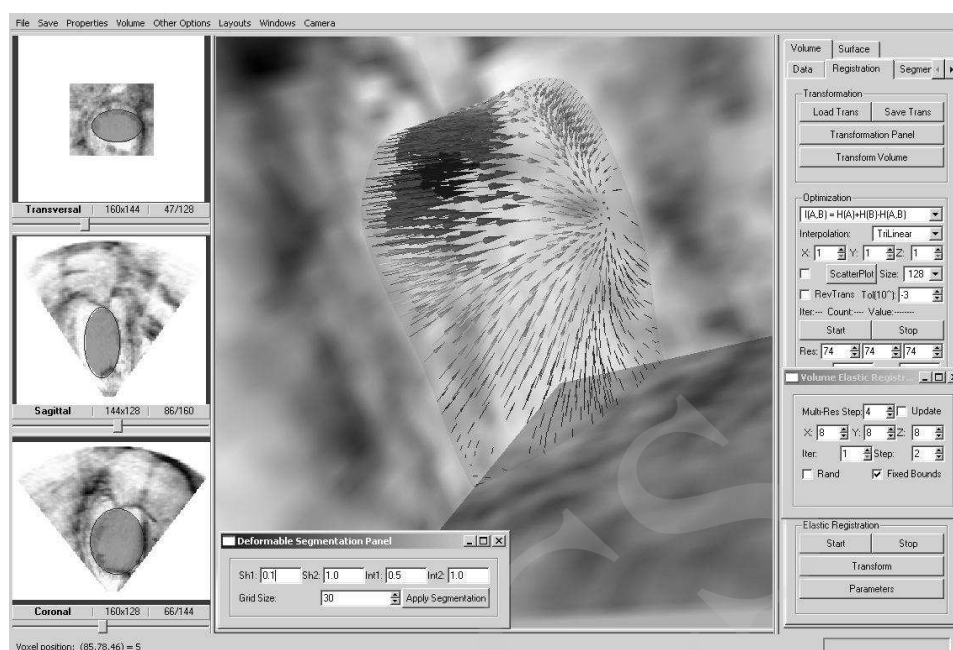 File Save Properties Volume Other Options Layouts Windows Camera
Transversal 160x144 47/128
Sagittal 144x128 86/160
Coronal 160x128 66/144
Voxel position: (85,78,46) = 5
Deformable Segmentation Panel
Sh1: 0.1 Sh2: 1.0 Int1: 0.5 Int2: 1.0
Grid Size: 30 Apply Segmentation
Volume Surface
Data Registration Segmer
Transformation
Load Trans Save Trans
Transformation Panel
Transform Volume
Optimization
I(A,B) = H(A)+H(B)-H(A,B)
Interpolation: TriLinear
X: 1 Y: 1 Z: 1
ScatterPlot Size: 128
RevTrans Tol(10^): -3
Iter:--- Count:---- Value:--------
Start Stop
Res: 74 74 74
Volume Elastic Registr...
Multi-Res Step: 4 Update
X: 8 Y: 8 Z: 8
Iter: 1 Step: 2
Rand Fixed Bounds
Elastic Registration
Start Stop
Transform
Parameters